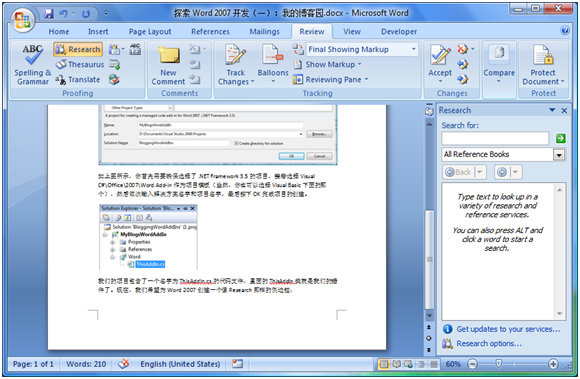 探索 Word 2007 开发（一）：我的博客园.docx - Microsoft Word
Home Insert Page Layout References Mailings Review View Developer
ABC
Spelling & Grammar
Research
Thesaurus
Translate
Proofing
New Comment
Comments
Track Changes
Balloons
Final Showing Markup
Show Markup
Reviewing Pane
Tracking
Accept
Changes
Compare
Protect Document
Protect
Other Project Types
A project for creating a managed code add-in for Word 2007. (.NET Framework 3.5)
Name: MyBlogsWordAddIn
Location: D:\Documents\Visual Studio 2008\Projects
Browse...
Solution Name: BloggingWordAddIns
Create directory for solution
OK Cancel
如上图所示，你首先需要确保选择了 .NET Framework 3.5 的项目，接着选择 Visual
C#\Office\2007\Word Add-in 作为项目模板（当然，你也可以选择 Visual Basic 下面的那
个），然后依次输入解决方案名字和项目名字，最后按下 OK 完成项目的创建。
Solution Explorer - Solution 'Blo...
Solution 'BloggingWordAddIns' (1 proj
MyBlogsWordAddIn
Properties
References
Word
ThisAddIn.cs
我们的项目包含了一个名字为 ThisAddIn.cs 的代码文件，里面的 ThisAddIn 类就是我们的插
件了。现在，我们希望为 Word 2007 创建一个像 Research 那样的侧边栏。
Research
Search for:
All Reference Books
Back
Type text to look up in a
variety of research and
reference services.
You can also press ALT and
click a word to start a
search.
Get updates to your services...
Research options...
Page: 1 of 1 Words: 210 English (United States) 60%